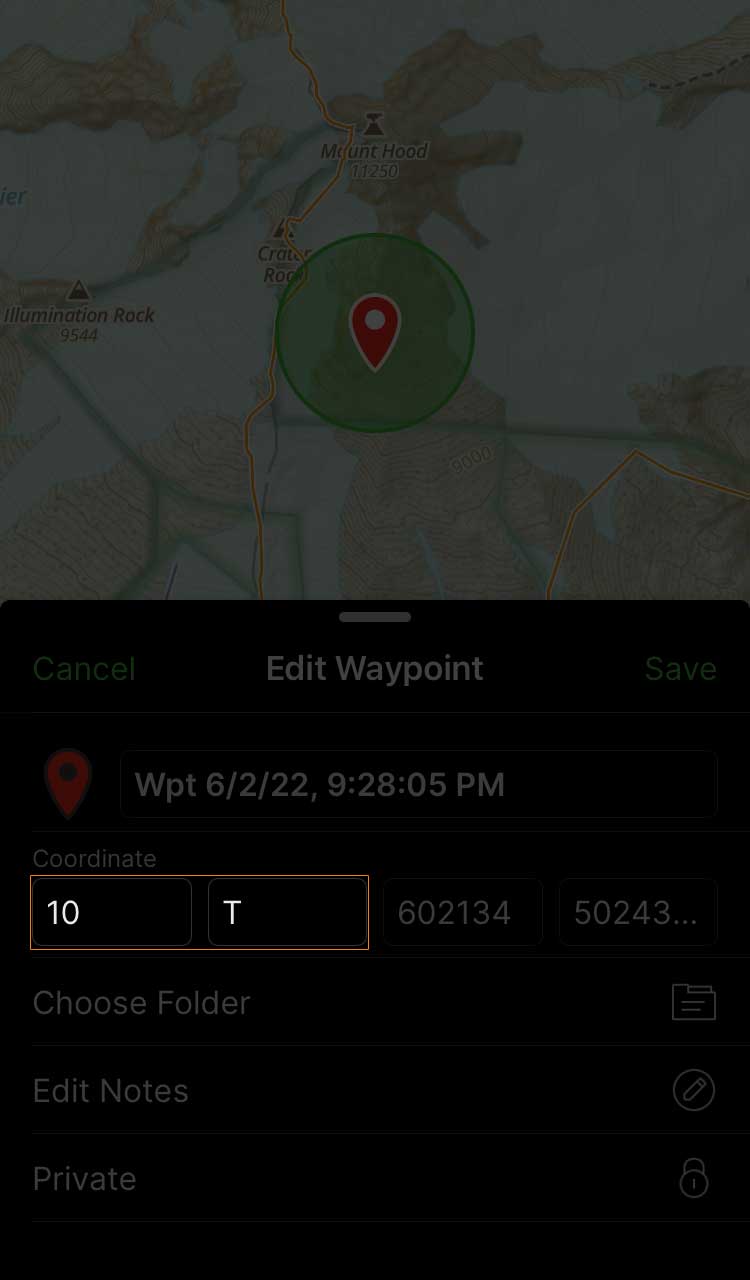 Mount Hood
11250
ier
Crater
Rock
Illumination Rock
9544
9000
Cancel
Edit Waypoint
Save
Wpt 6/2/22, 9:28:05 PM
Coordinate
10
T
602134
50243...
Choose Folder
Edit Notes
Private